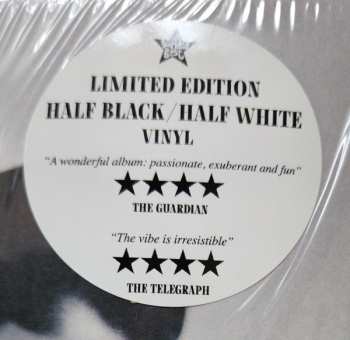 LIMITED EDITION
HALF BLACK/HALF WHITE
VINYL
"A wonderful album: passionate, exuberant and fun"
THE GUARDIAN
"The vibe is irresistible"
THE TELEGRAPH